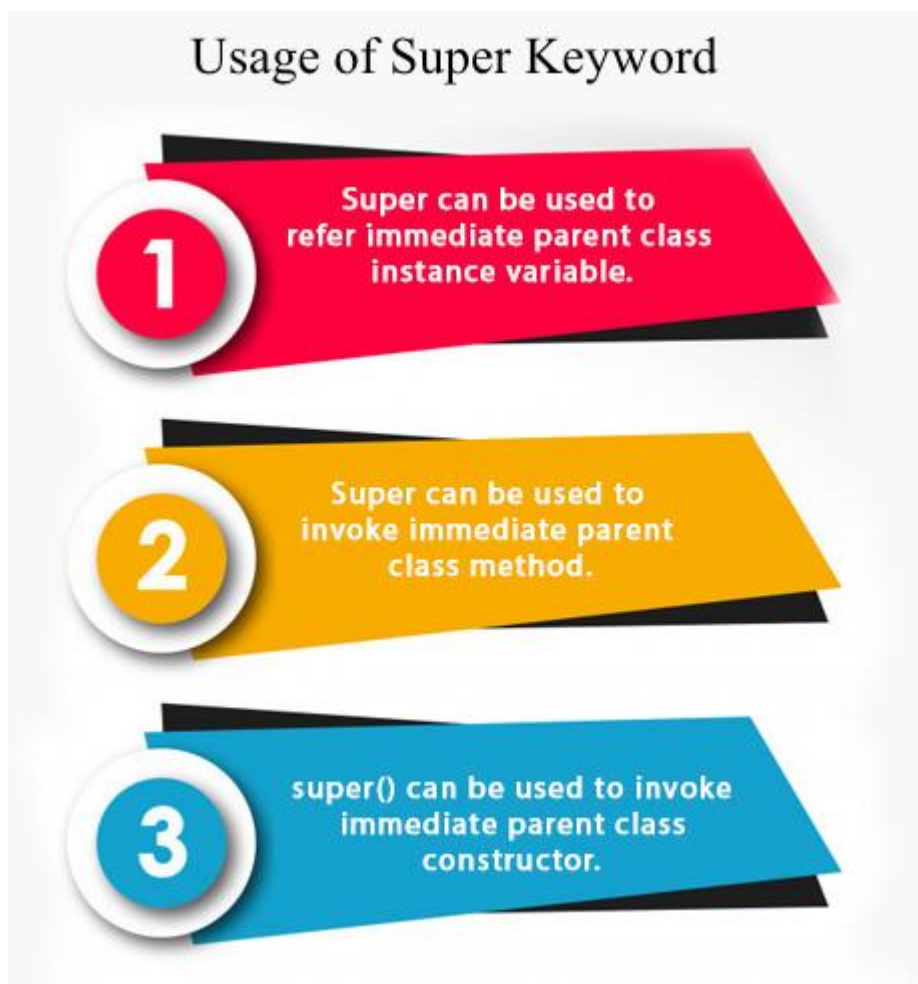 Usage of Super Keyword
1
Super can be used to
refer immediate parent class
instance variable.
2
Super can be used to
invoke immediate parent
class method.
3
super() can be used to invoke
immediate parent class
constructor.